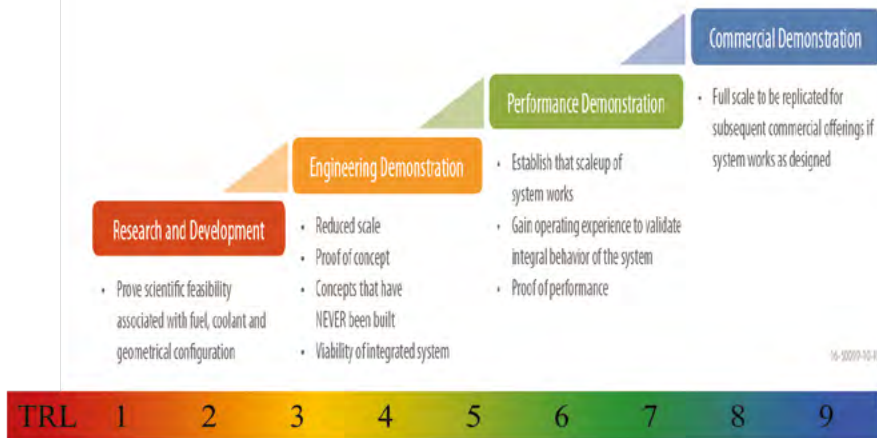 Commercial Demonstration
• Full scale to be replicated for
subsequent commercial offerings if
system works as designed
Performance Demonstration
• Establish that scaleup of
system works
• Gain operating experience to validate
integral behavior of the system
• Proof of performance
Engineering Demonstration
• Reduced scale
• Proof of concept
• Concepts that have
NEVER been built
• Viability of integrated system
Research and Development
• Prove scientific feasibility
associated with fuel, coolant and
geometrical configuration
TRL 1 2 3 4 5 6 7 8 9